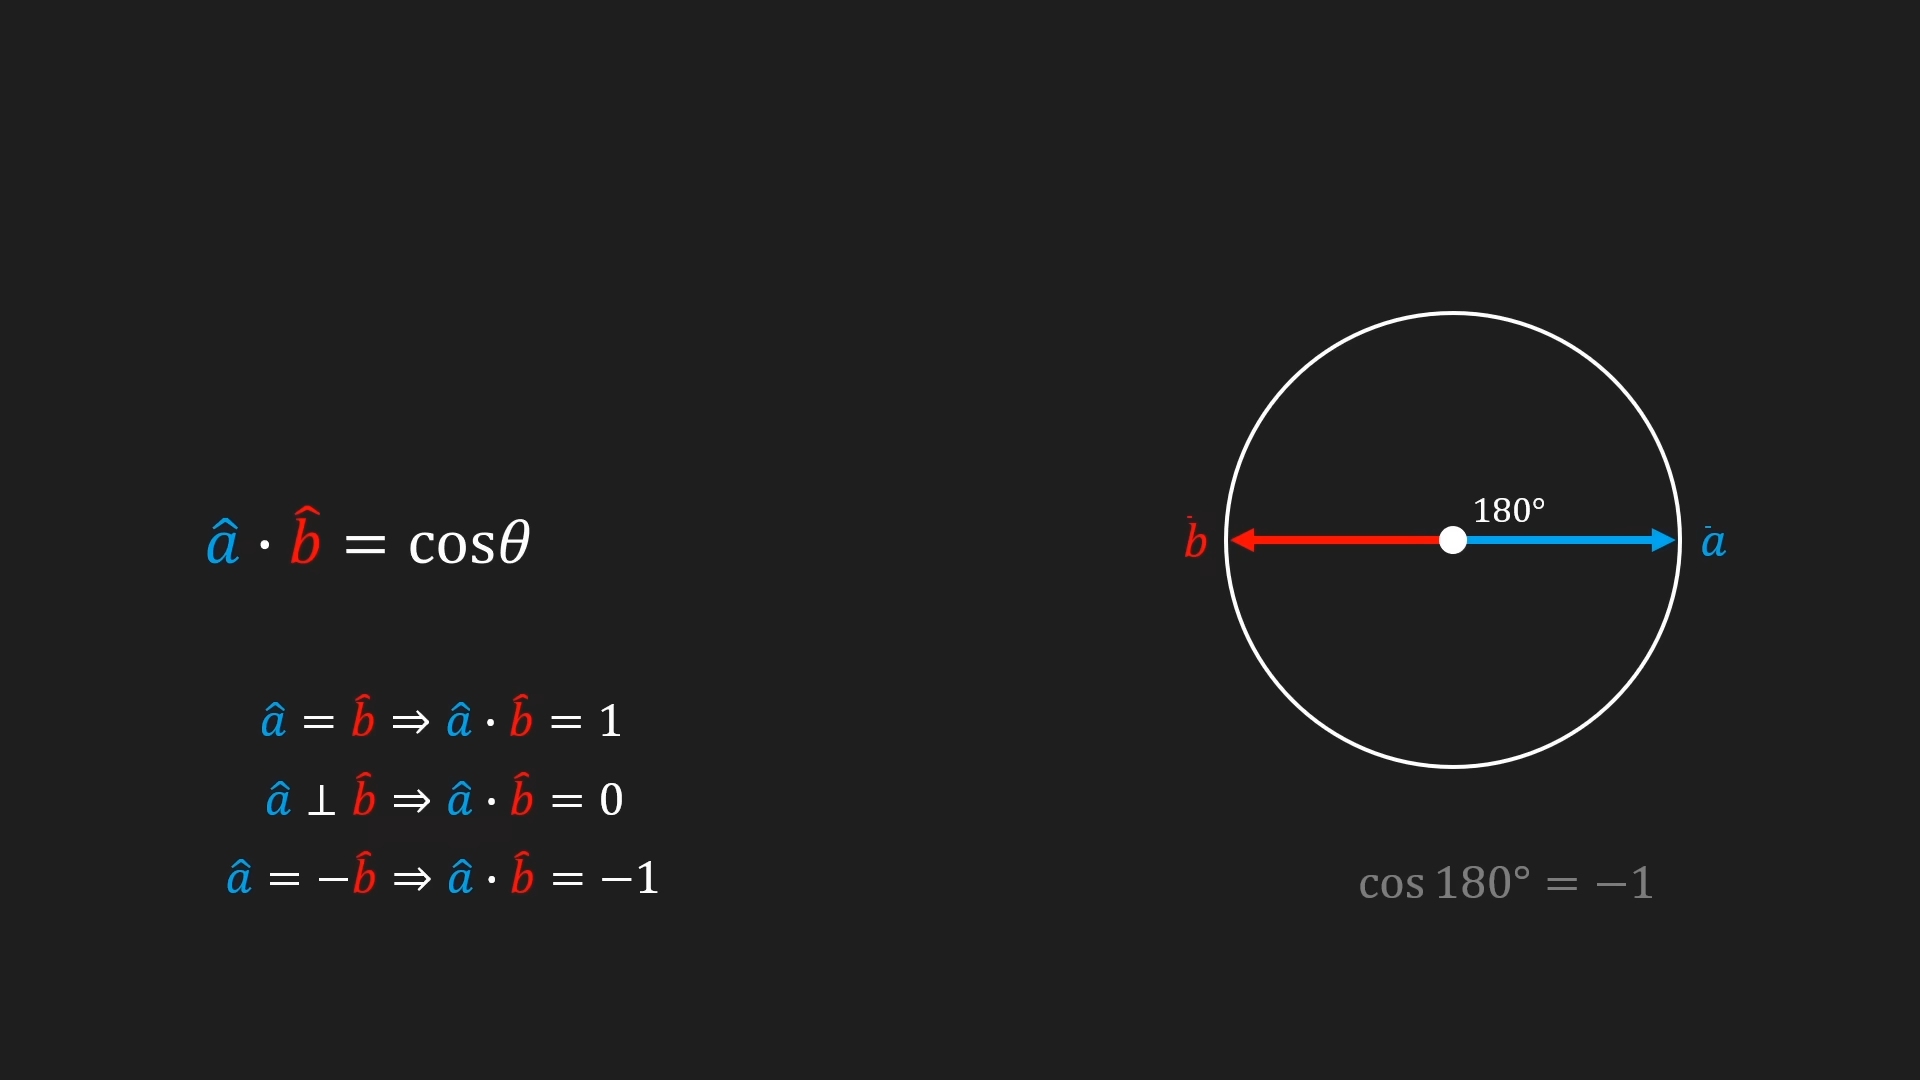 â · b̂ = cosθ
â = b̂ ⇒ â · b̂ = 1
â ⊥ b̂ ⇒ â · b̂ = 0
â = −b̂ ⇒ â · b̂ = −1
180°
b̂ â
cos 180° = −1